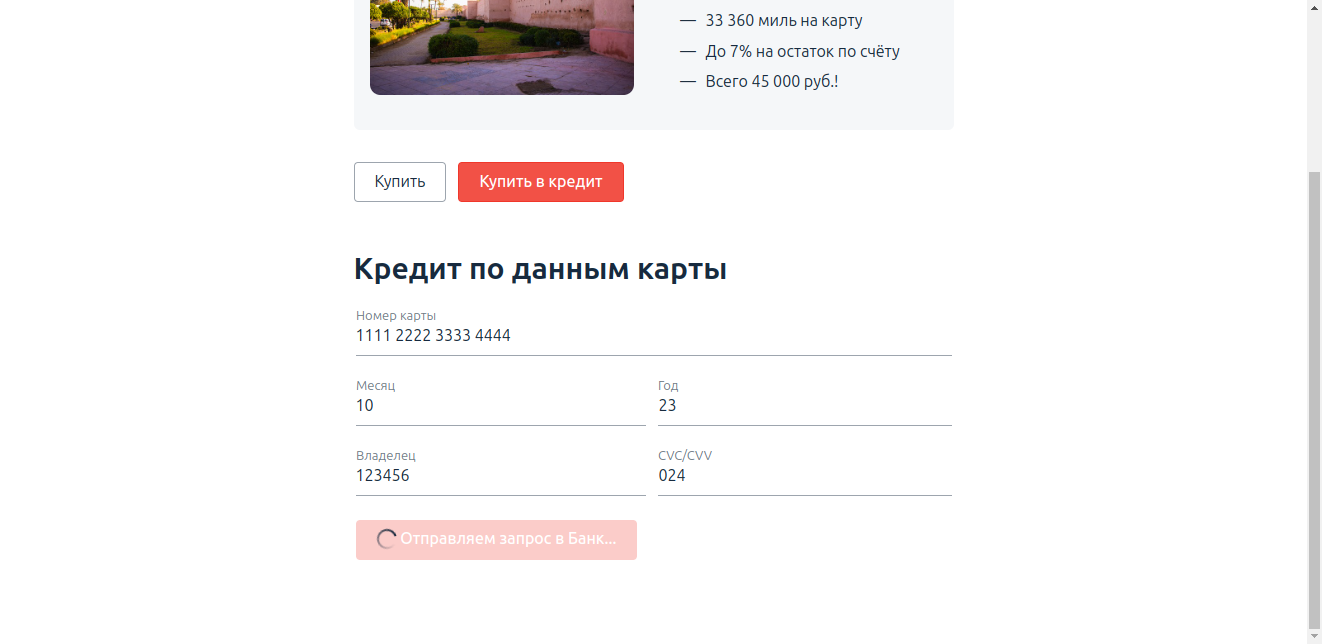 — 33 360 миль на карту
— До 7% на остаток по счёту
— Всего 45 000 руб.!
Купить Купить в кредит
Кредит по данным карты
Номер карты
1111 2222 3333 4444
Месяц Год
10 23
Владелец CVC/CVV
123456 024
Отправляем запрос в Банк...